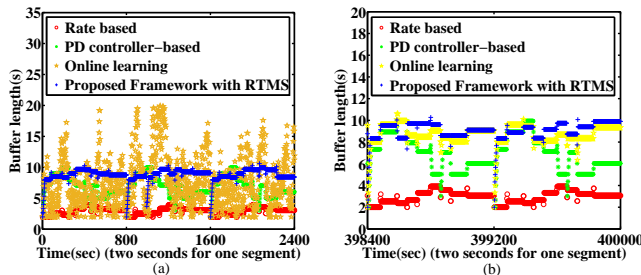 35
30
25
20
15
10
5
0
Buffer length(s)
Rate based
PD controller−based
Online learning
Proposed Framework with RTMS
0 800 1600 2400
Time(sec) (two seconds for one segment)
(a)
20
18
16
14
12
10
8
6
4
2
0
Buffer length(s)
Rate based
PD controller−based
Online learning
Proposed Framework with RTMS
398400 399200 400000
Time(sec) (two seconds for one segment)
(b)